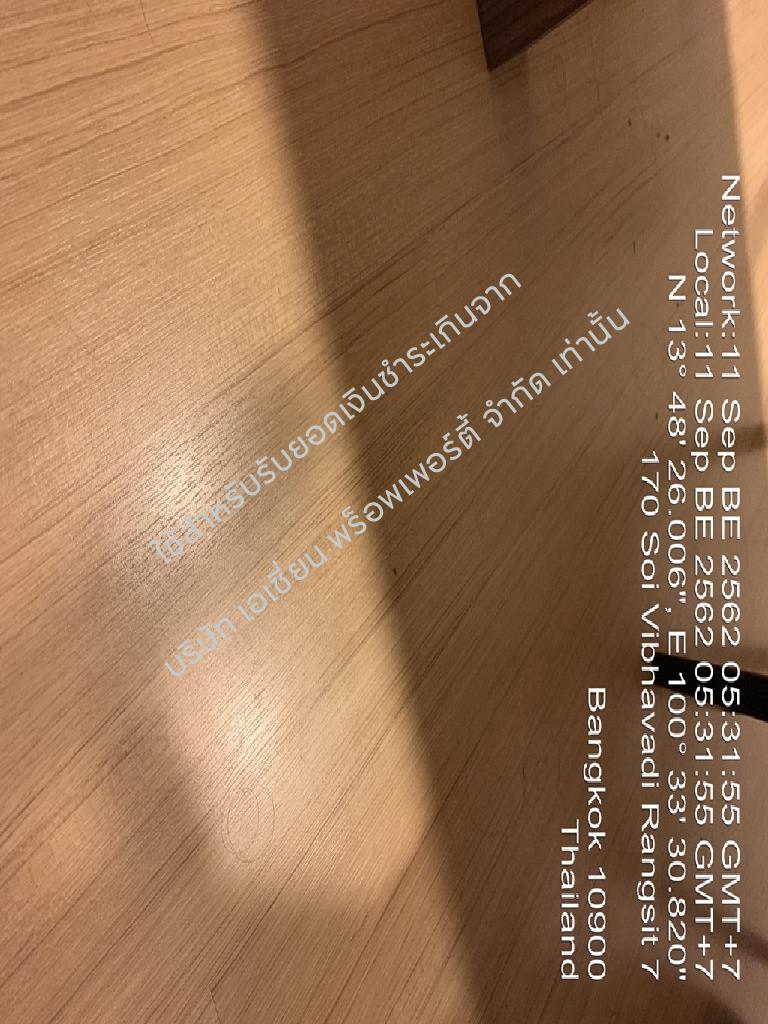 Network:11 Sep BE 2562 05:31:55 GMT+7
Local:11 Sep BE 2562 05:31:55 GMT+7
N 13° 48' 26.006", E 100° 33' 30.820"
170 Soi Vibhavadi Rangsit 7
Bangkok 10900
Thailand
ใช้สำหรับรับยอดเงินชำระเกินจาก
บริษัท เอเชี่ยน พร็อพเพอร์ตี้ จำกัด เท่านั้น